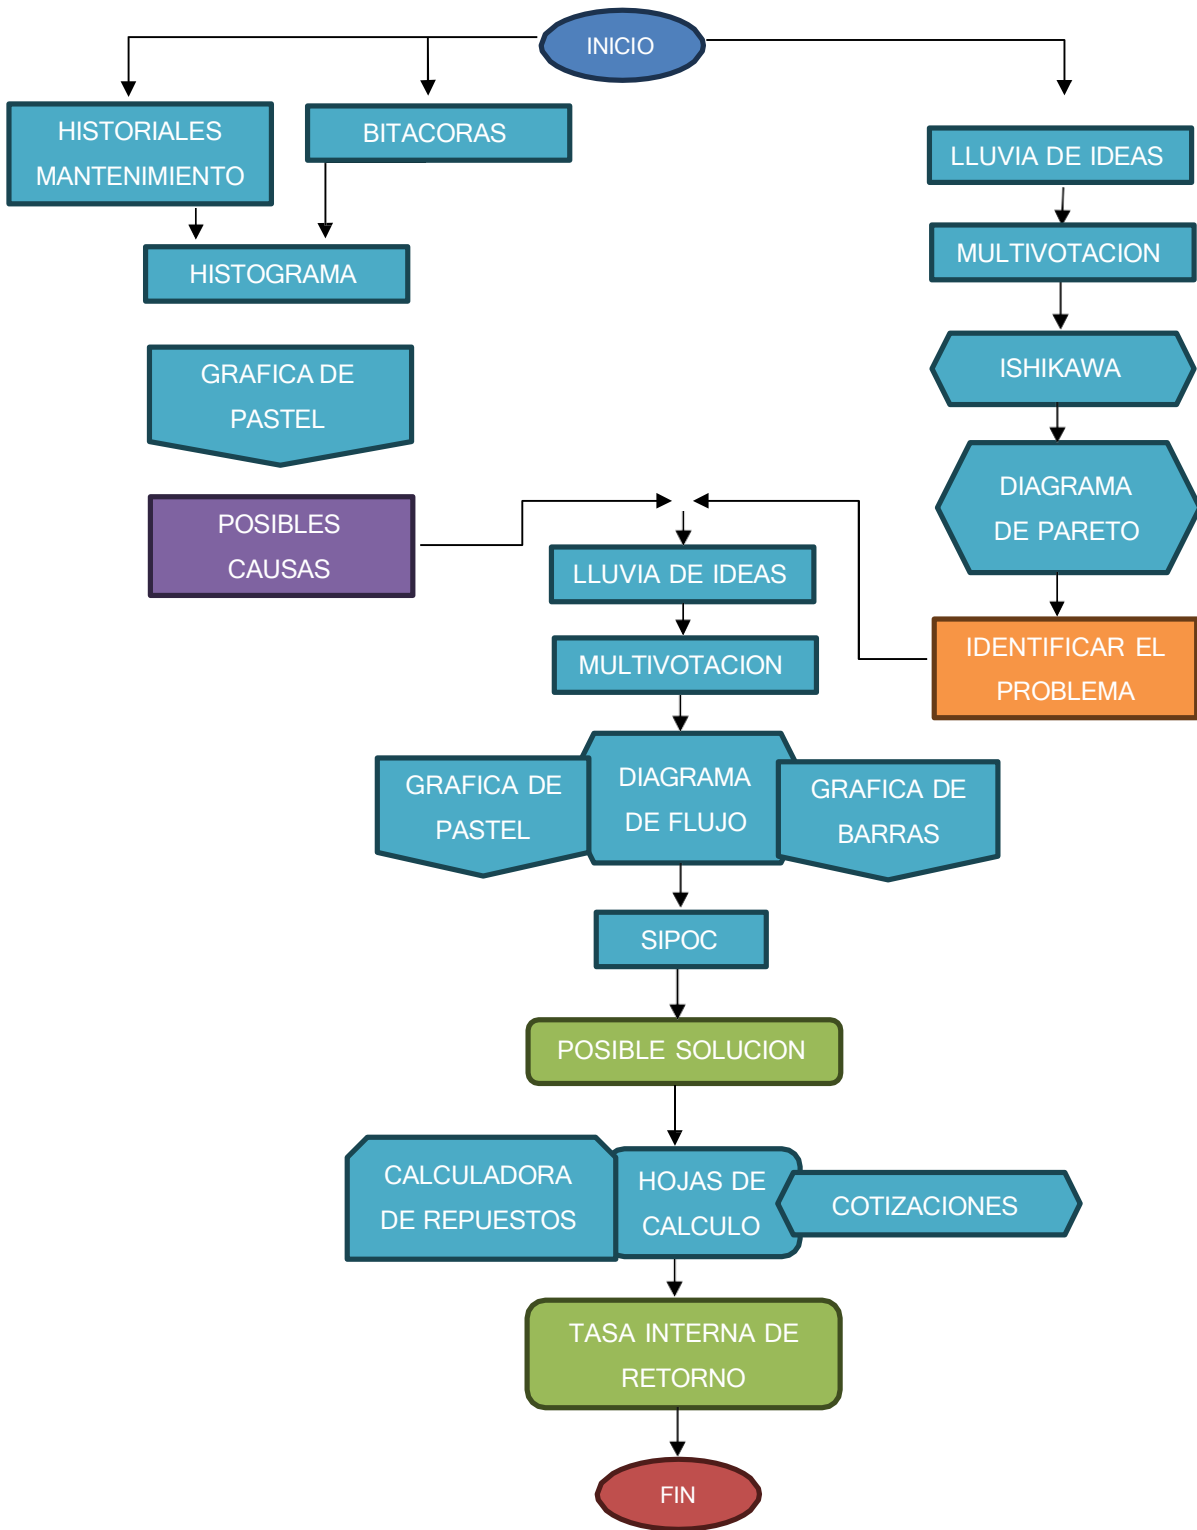 INICIO
HISTORIALES
MANTENIMIENTO
BITACORAS
HISTOGRAMA
GRAFICA DE
PASTEL
POSIBLES
CAUSAS
LLUVIA DE IDEAS
MULTIVOTACION
ISHIKAWA
DIAGRAMA
DE PARETO
IDENTIFICAR EL
PROBLEMA
LLUVIA DE IDEAS
MULTIVOTACION
GRAFICA DE
PASTEL
DIAGRAMA
DE FLUJO
GRAFICA DE
BARRAS
SIPOC
POSIBLE SOLUCION
CALCULADORA
DE REPUESTOS
HOJAS DE
CALCULO
COTIZACIONES
TASA INTERNA DE
RETORNO
FIN